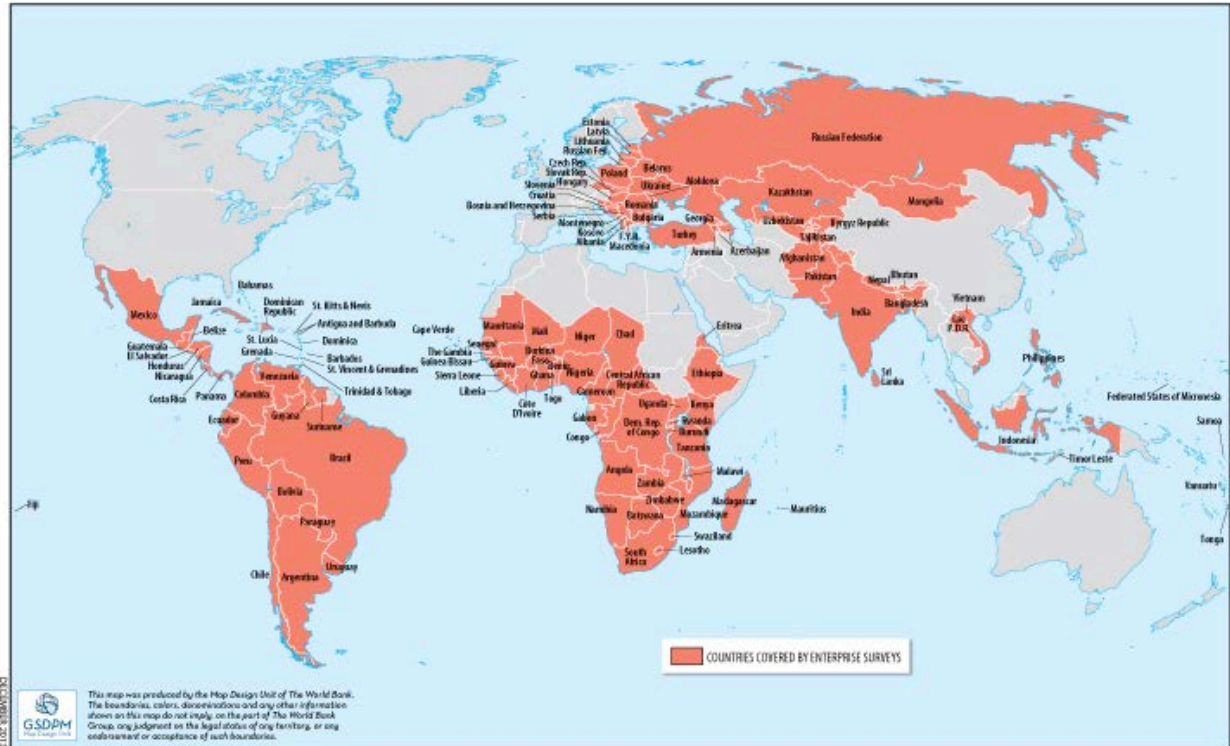 Russian Federation
Estonia
Latvia
Lithuania
Russian Fed.
Czech Rep.
Slovak Rep.
Hungary
Slovenia
Croatia
Bosnia and Herzegovina
Serbia
Montenegro
Kosovo
Albania
F.Y.R.
Macedonia
Poland
Belarus
Ukraine
Moldova
Romania
Bulgaria
Georgia
Turkey
Armenia
Azerbaijan
Kazakhstan
Mongolia
Uzbekistan
Kyrgyz Republic
Tajikistan
Afghanistan
Pakistan
Nepal
Bhutan
Bangladesh
India
Sri
Lanka
Vietnam
Lao
P.D.R.
Philippines
Indonesia
Timor Leste
Federated States of Micronesia
Samoa
Vanuatu
Tonga
Fiji
Mexico
Bahamas
Jamaica
Dominican
Republic
St. Kitts & Nevis
Antigua and Barbuda
Belize
St. Lucia
Dominica
Grenada
Barbados
St. Vincent & Grenadines
Guatemala
El Salvador
Honduras
Nicaragua
Costa Rica
Panama
Trinidad & Tobago
Venezuela
Colombia
Guyana
Suriname
Ecuador
Peru
Brazil
Bolivia
Paraguay
Uruguay
Chile
Argentina
Cape Verde
Mauritania
Mali
Niger
Chad
Eritrea
Senegal
The Gambia
Guinea Bissau
Guinea
Sierra Leone
Liberia
Burkina
Faso
Benin
Ghana
Côte
D'Ivoire
Togo
Nigeria
Cameroon
Central African
Republic
Ethiopia
Uganda
Kenya
Gabon
Congo
Dem. Rep.
of Congo
Rwanda
Burundi
Tanzania
Angola
Zambia
Malawi
Zimbabwe
Mozambique
Madagascar
Mauritius
Namibia
Botswana
Swaziland
Lesotho
South
Africa
COUNTRIES COVERED BY ENTERPRISE SURVEYS
GSDPM
Map Design Unit
This map was produced by the Map Design Unit of The World Bank.
The boundaries, colors, denominations and any other information
shown on this map do not imply, on the part of The World Bank
Group, any judgment on the legal status of any territory, or any
endorsement or acceptance of such boundaries.